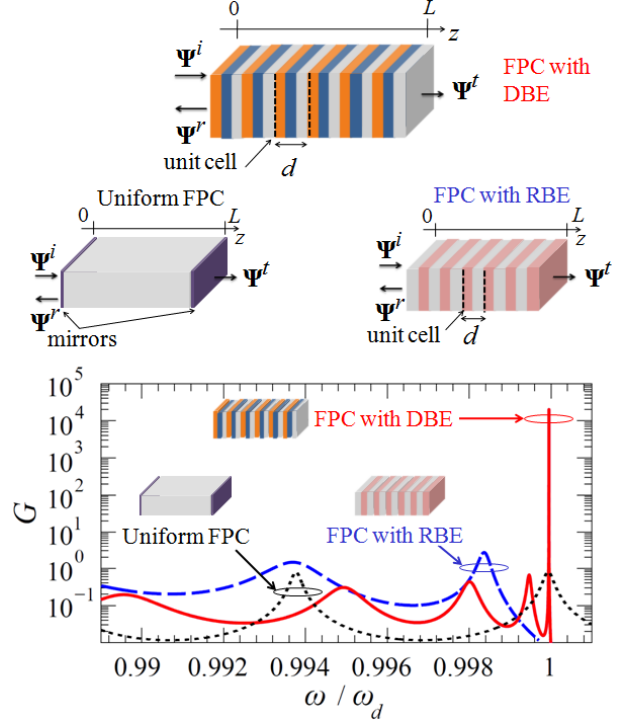 0 L
z
Ψ^i
FPC with
DBE
Ψ^t
Ψ^r
unit cell
d
Uniform FPC
0 L
z
Ψ^i
Ψ^t
Ψ^r
mirrors
FPC with RBE
0 L
z
Ψ^i
Ψ^t
Ψ^r
unit cell
d
10^5
10^4
10^3
10^2
10^1
10^0
10^-1
G
FPC with DBE
Uniform FPC
FPC with RBE
0.99 0.992 0.994 0.996 0.998 1
ω / ω_d